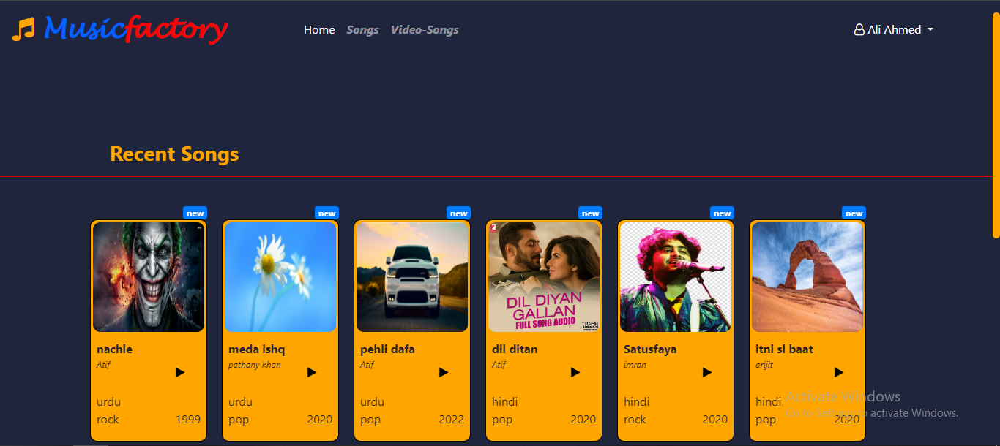 Musicfactory
Home Songs Video-Songs
Ali Ahmed
Recent Songs
new new new new new new
DIL DIYAN
GALLAN
FULL SONG AUDIO
TIGER
nachle meda ishq pehli dafa dil ditan Satusfaya itni si baat
Atif pathany khan Atif Atif imran arijit
urdu urdu urdu hindi hindi hindi
rock 1999 pop 2020 pop 2022 pop 2020 rock 2020 pop 2020
Activate Windows
Go to Settings to activate Windows.